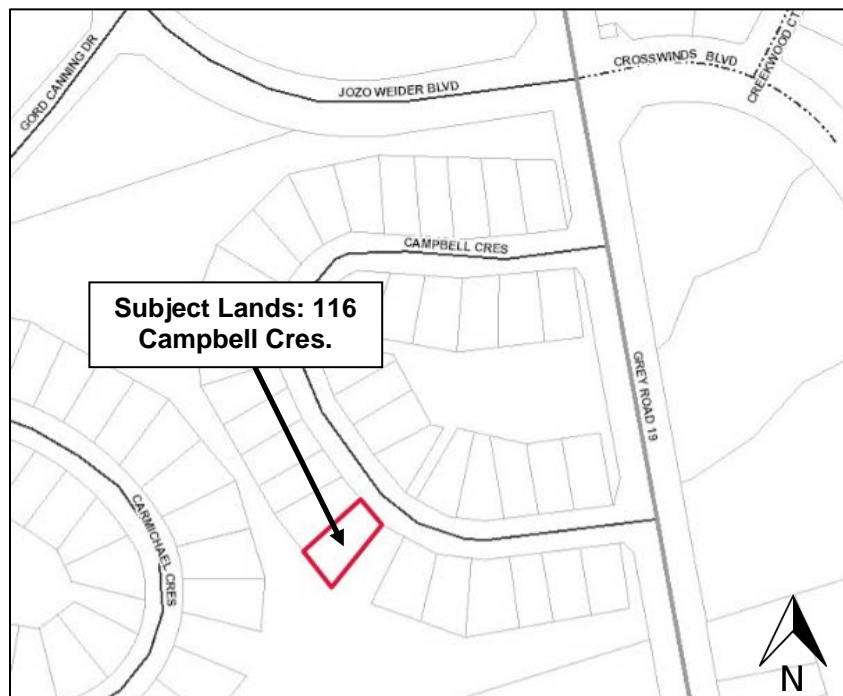 GORD CANNING DR
JOZO WEIDER BLVD
CROSSWINDS BLVD
CREEKWOOD CT
CAMPBELL CRES
Subject Lands: 116
Campbell Cres.
GREY ROAD 19
CARMICHAEL CRES
N